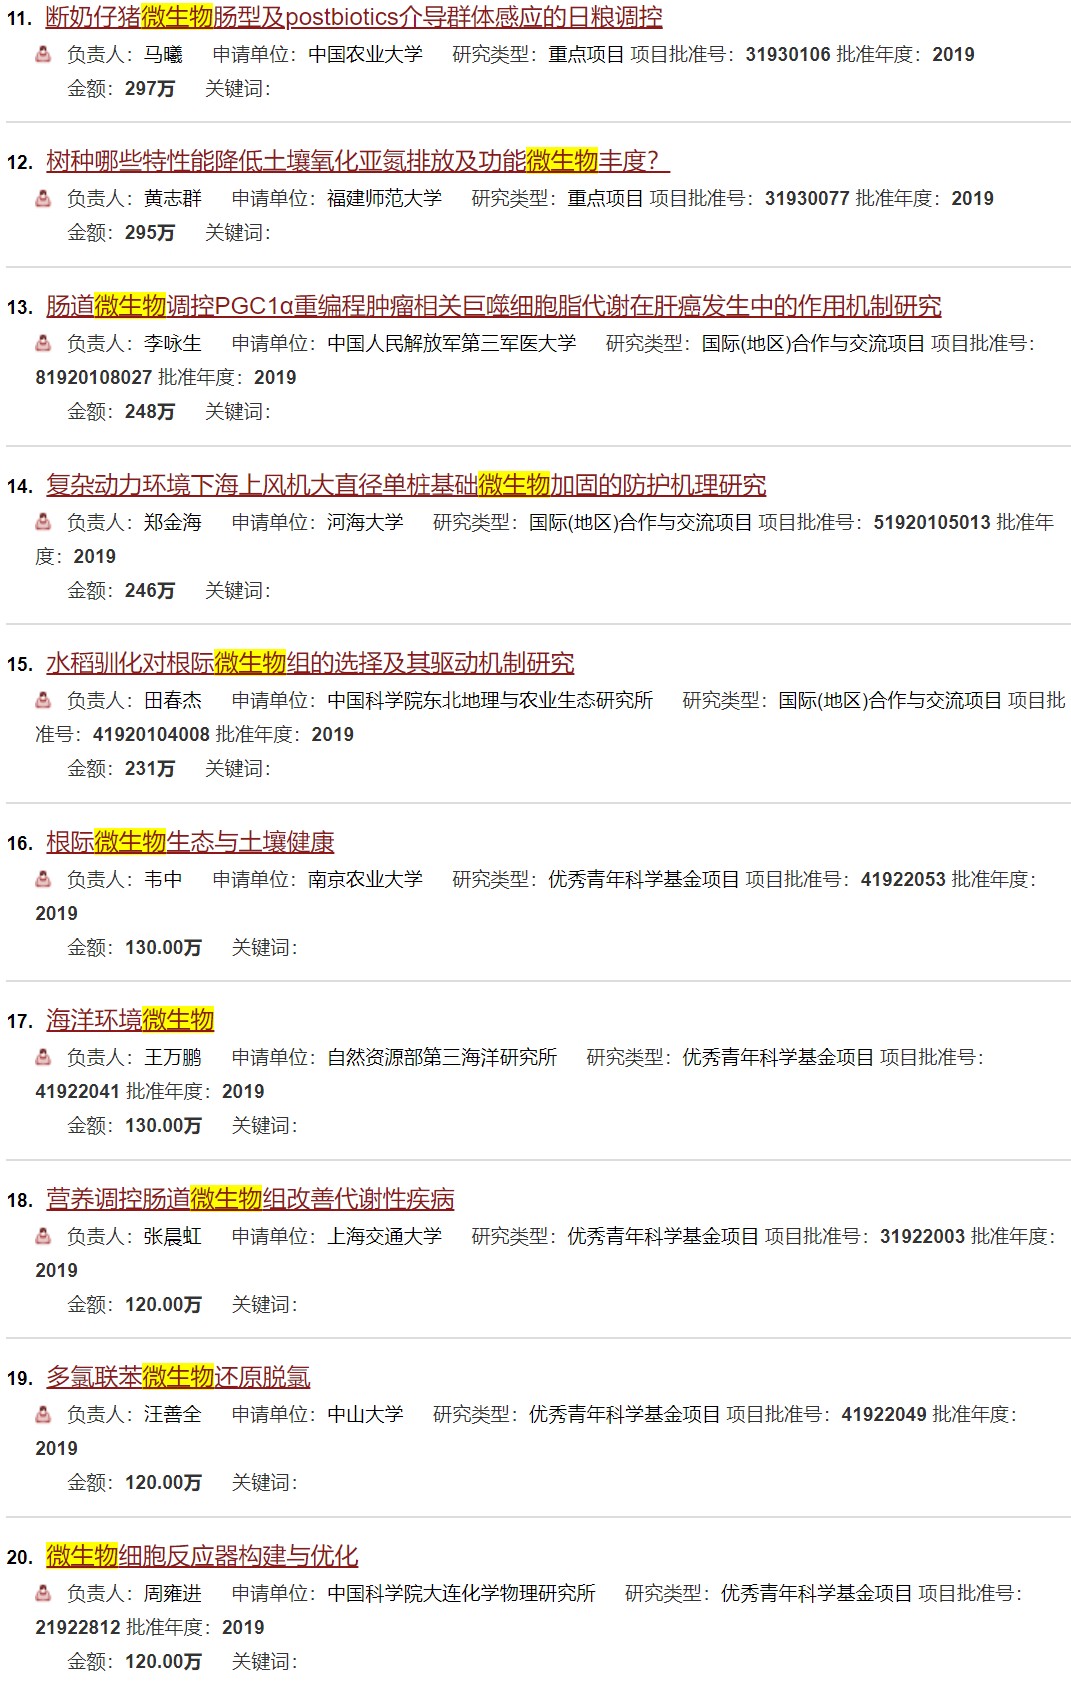 11. 断奶仔猪微生物肠型及postbiotics介导群体感应的日粮调控
负责人：马曦 申请单位：中国农业大学 研究类型：重点项目 项目批准号：31930106 批准年度：2019
金额：297万 关键词：
12. 树种哪些特性能降低土壤氧化亚氮排放及功能微生物丰度？
负责人：黄志群 申请单位：福建师范大学 研究类型：重点项目 项目批准号：31930077 批准年度：2019
金额：295万 关键词：
13. 肠道微生物调控PGC1α重编程肿瘤相关巨噬细胞脂代谢在肝癌发生中的作用机制研究
负责人：李咏生 申请单位：中国人民解放军第三军医大学 研究类型：国际(地区)合作与交流项目 项目批准号：
81920108027 批准年度：2019
金额：248万 关键词：
14. 复杂动力环境下海上风机大直径单桩基础微生物加固的防护机理研究
负责人：郑金海 申请单位：河海大学 研究类型：国际(地区)合作与交流项目 项目批准号：51920105013 批准年
度：2019
金额：246万 关键词：
15. 水稻驯化对根际微生物组的选择及其驱动机制研究
负责人：田春杰 申请单位：中国科学院东北地理与农业生态研究所 研究类型：国际(地区)合作与交流项目 项目批
准号：41920104008 批准年度：2019
金额：231万 关键词：
16. 根际微生物生态与土壤健康
负责人：韦中 申请单位：南京农业大学 研究类型：优秀青年科学基金项目 项目批准号：41922053 批准年度：
2019
金额：130.00万 关键词：
17. 海洋环境微生物
负责人：王万鹏 申请单位：自然资源部第三海洋研究所 研究类型：优秀青年科学基金项目 项目批准号：
41922041 批准年度：2019
金额：130.00万 关键词：
18. 营养调控肠道微生物组改善代谢性疾病
负责人：张晨虹 申请单位：上海交通大学 研究类型：优秀青年科学基金项目 项目批准号：31922003 批准年度：
2019
金额：120.00万 关键词：
19. 多氯联苯微生物还原脱氯
负责人：汪善全 申请单位：中山大学 研究类型：优秀青年科学基金项目 项目批准号：41922049 批准年度：
2019
金额：120.00万 关键词：
20. 微生物细胞反应器构建与优化
负责人：周雍进 申请单位：中国科学院大连化学物理研究所 研究类型：优秀青年科学基金项目 项目批准号：
21922812 批准年度：2019
金额：120.00万 关键词：